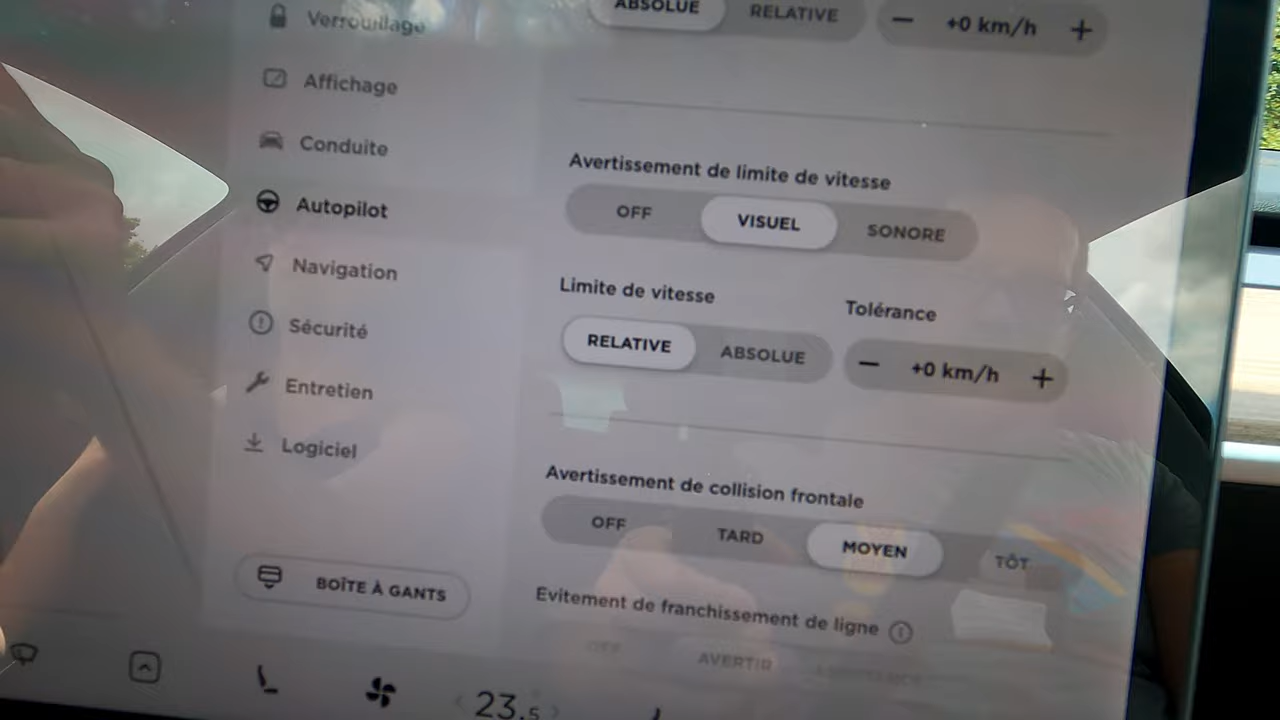 Verrouillage
Affichage
Conduite
Autopilot
Navigation
Sécurité
Entretien
Logiciel
BOÎTE À GANTS
ABSOLUE RELATIVE − +0 km/h +
Avertissement de limite de vitesse
OFF VISUEL SONORE
Limite de vitesse Tolérance
RELATIVE ABSOLUE − +0 km/h +
Avertissement de collision frontale
OFF TARD MOYEN TÔT
Evitement de franchissement de ligne
OFF AVERTIR
23.5